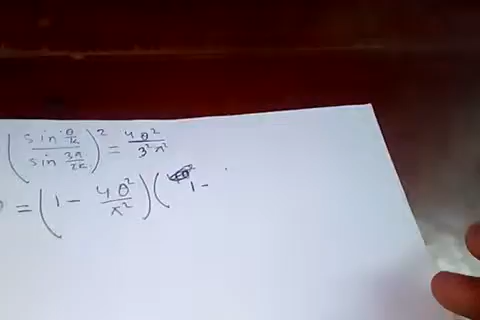 (sin θ/k / sin 3π/2k)² = 4θ²/3²π²
= (1 - 4θ²/π²)(1 -